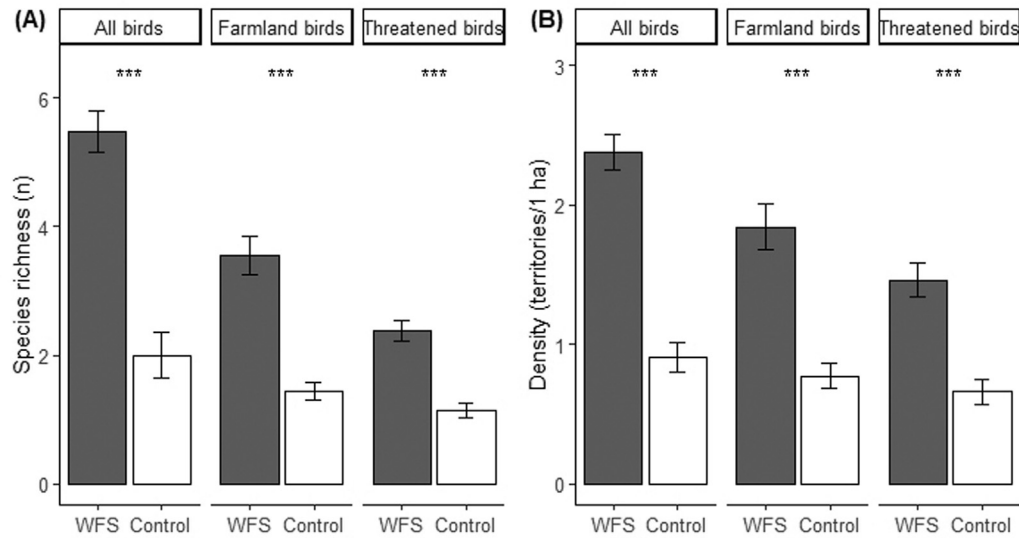 (A)
All birds
Farmland birds
Threatened birds
***
***
***
Species richness (n)
6
4
2
0
WFS
Control
WFS
Control
WFS
Control
(B)
All birds
Farmland birds
Threatened birds
***
***
***
Density (territories/1 ha)
3
2
1
0
WFS
Control
WFS
Control
WFS
Control